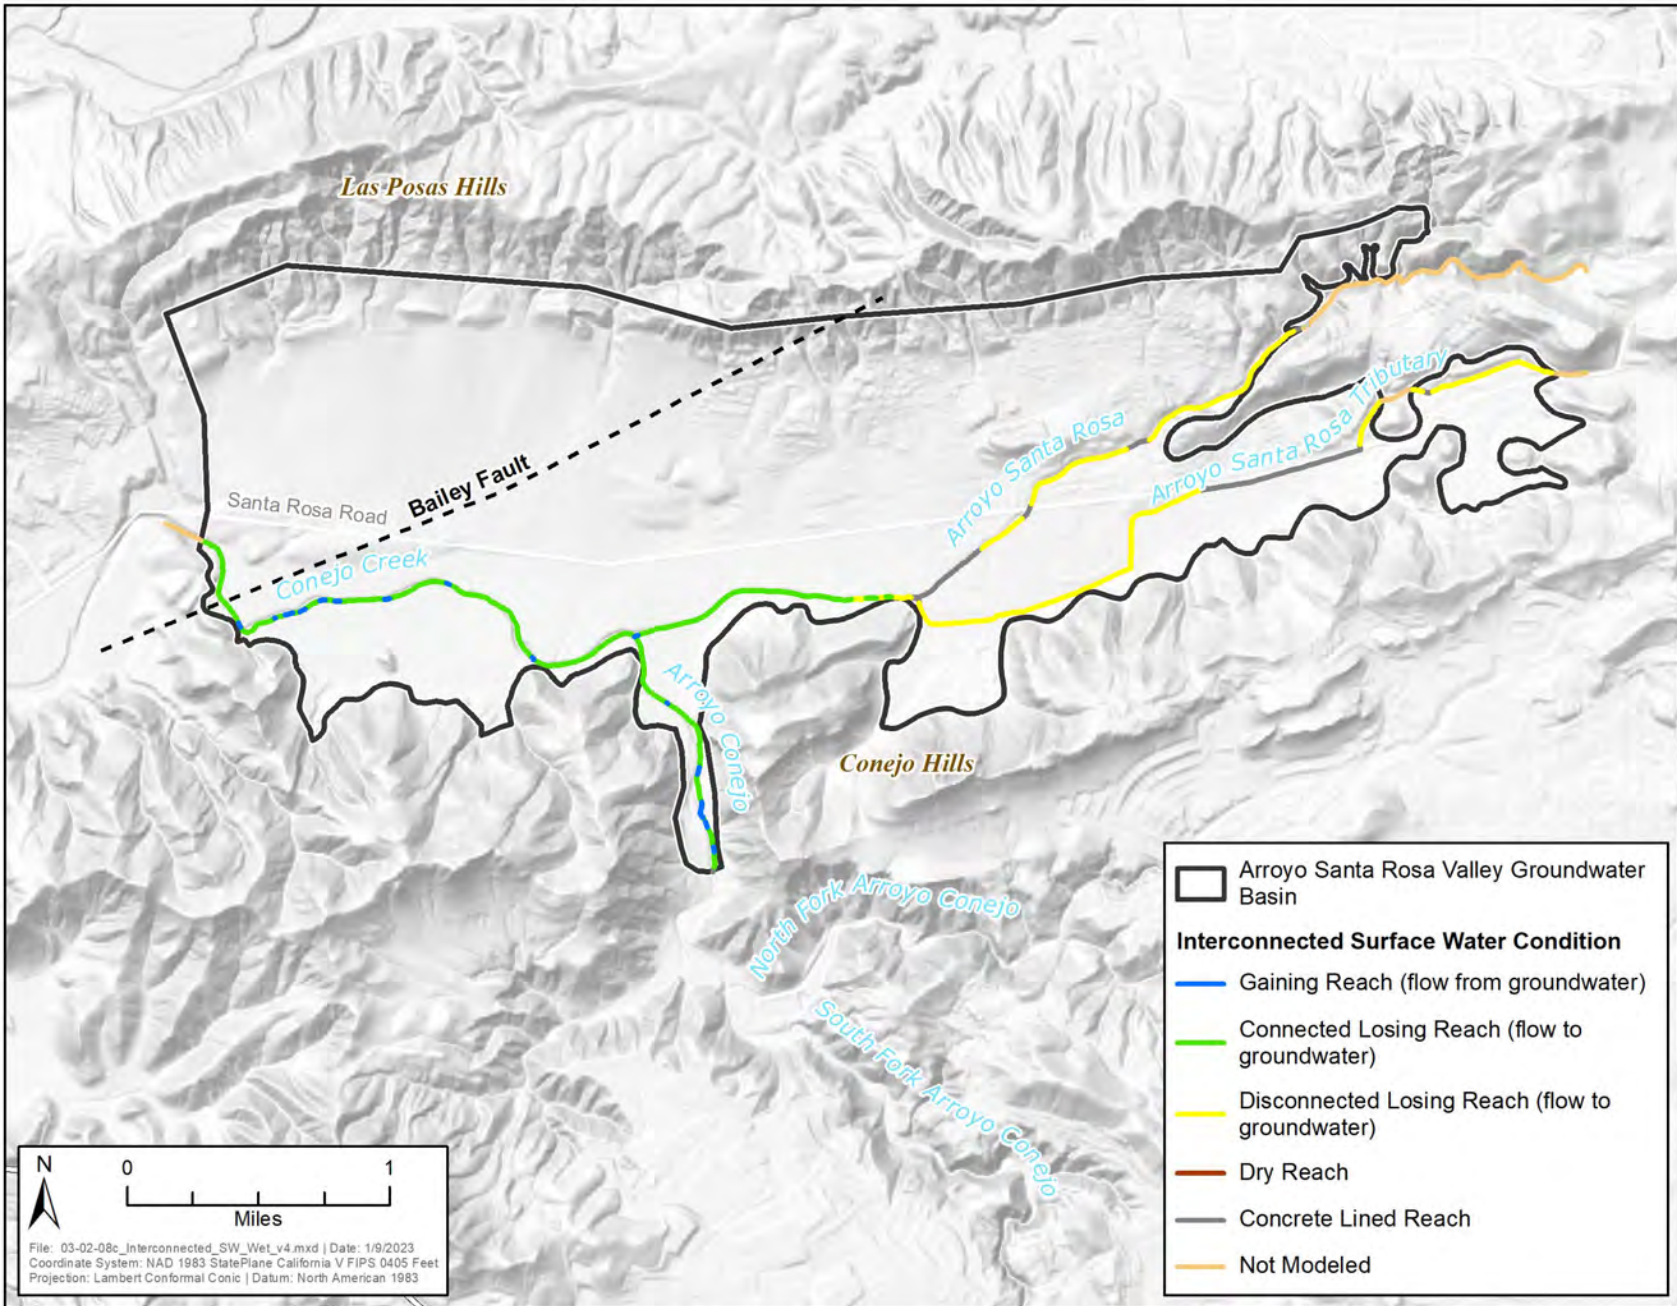 Las Posas Hills
Arroyo Santa Rosa Tributary
Arroyo Santa Rosa
Bailey Fault
Santa Rosa Road
Conejo Creek
Arroyo Conejo
Conejo Hills
North Fork Arroyo Conejo
South Fork Arroyo Conejo
Arroyo Santa Rosa Valley Groundwater
Basin
Interconnected Surface Water Condition
Gaining Reach (flow from groundwater)
Connected Losing Reach (flow to
groundwater)
Disconnected Losing Reach (flow to
groundwater)
Dry Reach
Concrete Lined Reach
Not Modeled
N
0 1
Miles
File: 03-02-08c_Interconnected_SW_Wet_v4.mxd | Date: 1/9/2023
Coordinate System: NAD 1983 StatePlane California V FIPS 0405 Feet
Projection: Lambert Conformal Conic | Datum: North American 1983